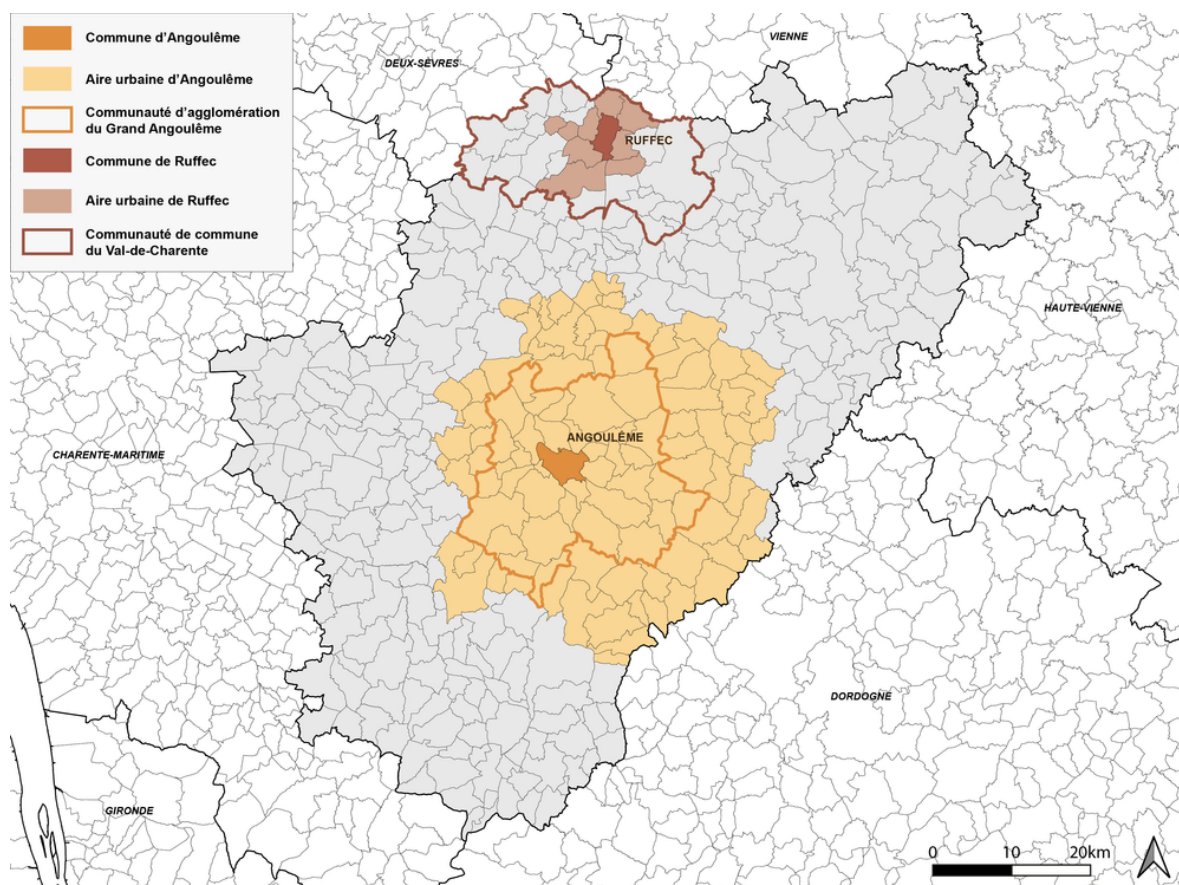 Commune d'Angoulême
Aire urbaine d'Angoulême
Communauté d'agglomération
du Grand Angoulême
Commune de Ruffec
Aire urbaine de Ruffec
Communauté de commune
du Val-de-Charente
VIENNE
DEUX-SÈVRES
RUFFEC
HAUTE-VIENNE
ANGOULÊME
CHARENTE-MARITIME
DORDOGNE
GIRONDE
0 10 20km